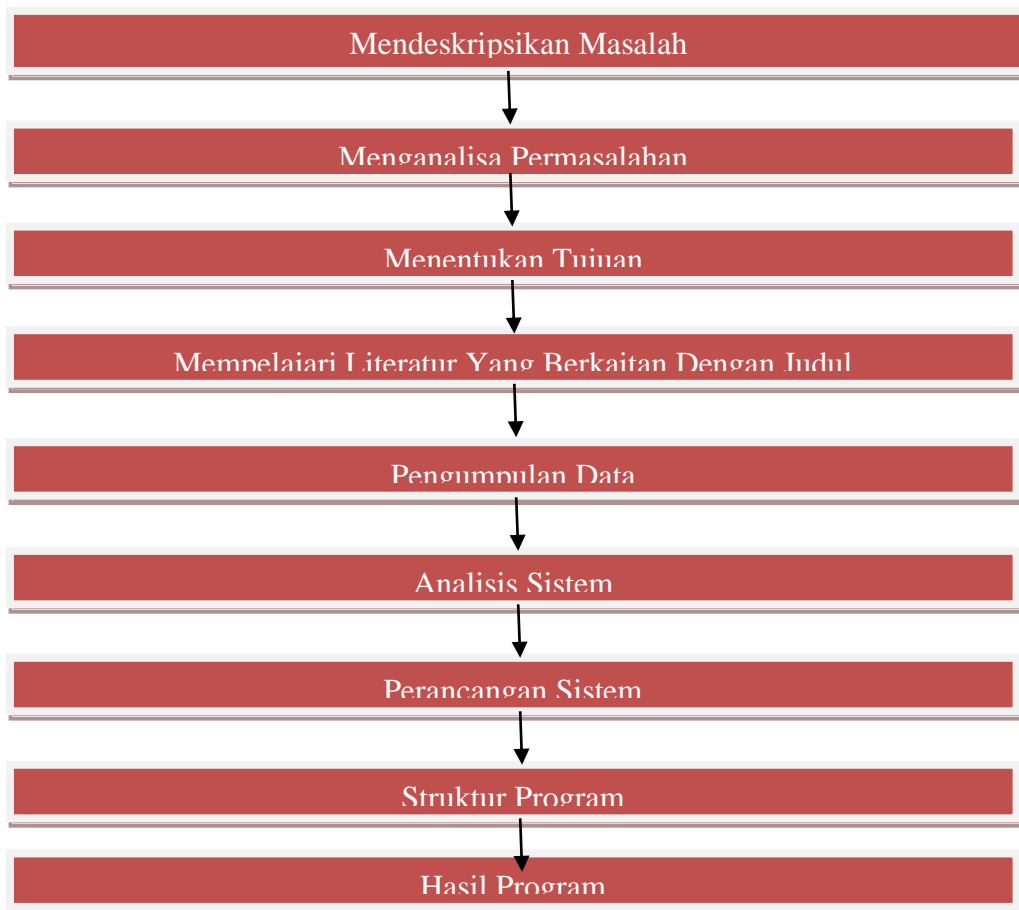 Mendeskripsikan Masalah
Menganalisa Permasalahan
Menentukan Tujuan
Mempelajari Literatur Yang Berkaitan Dengan Judul
Pengumpulan Data
Analisis Sistem
Perancangan Sistem
Struktur Program
Hasil Program